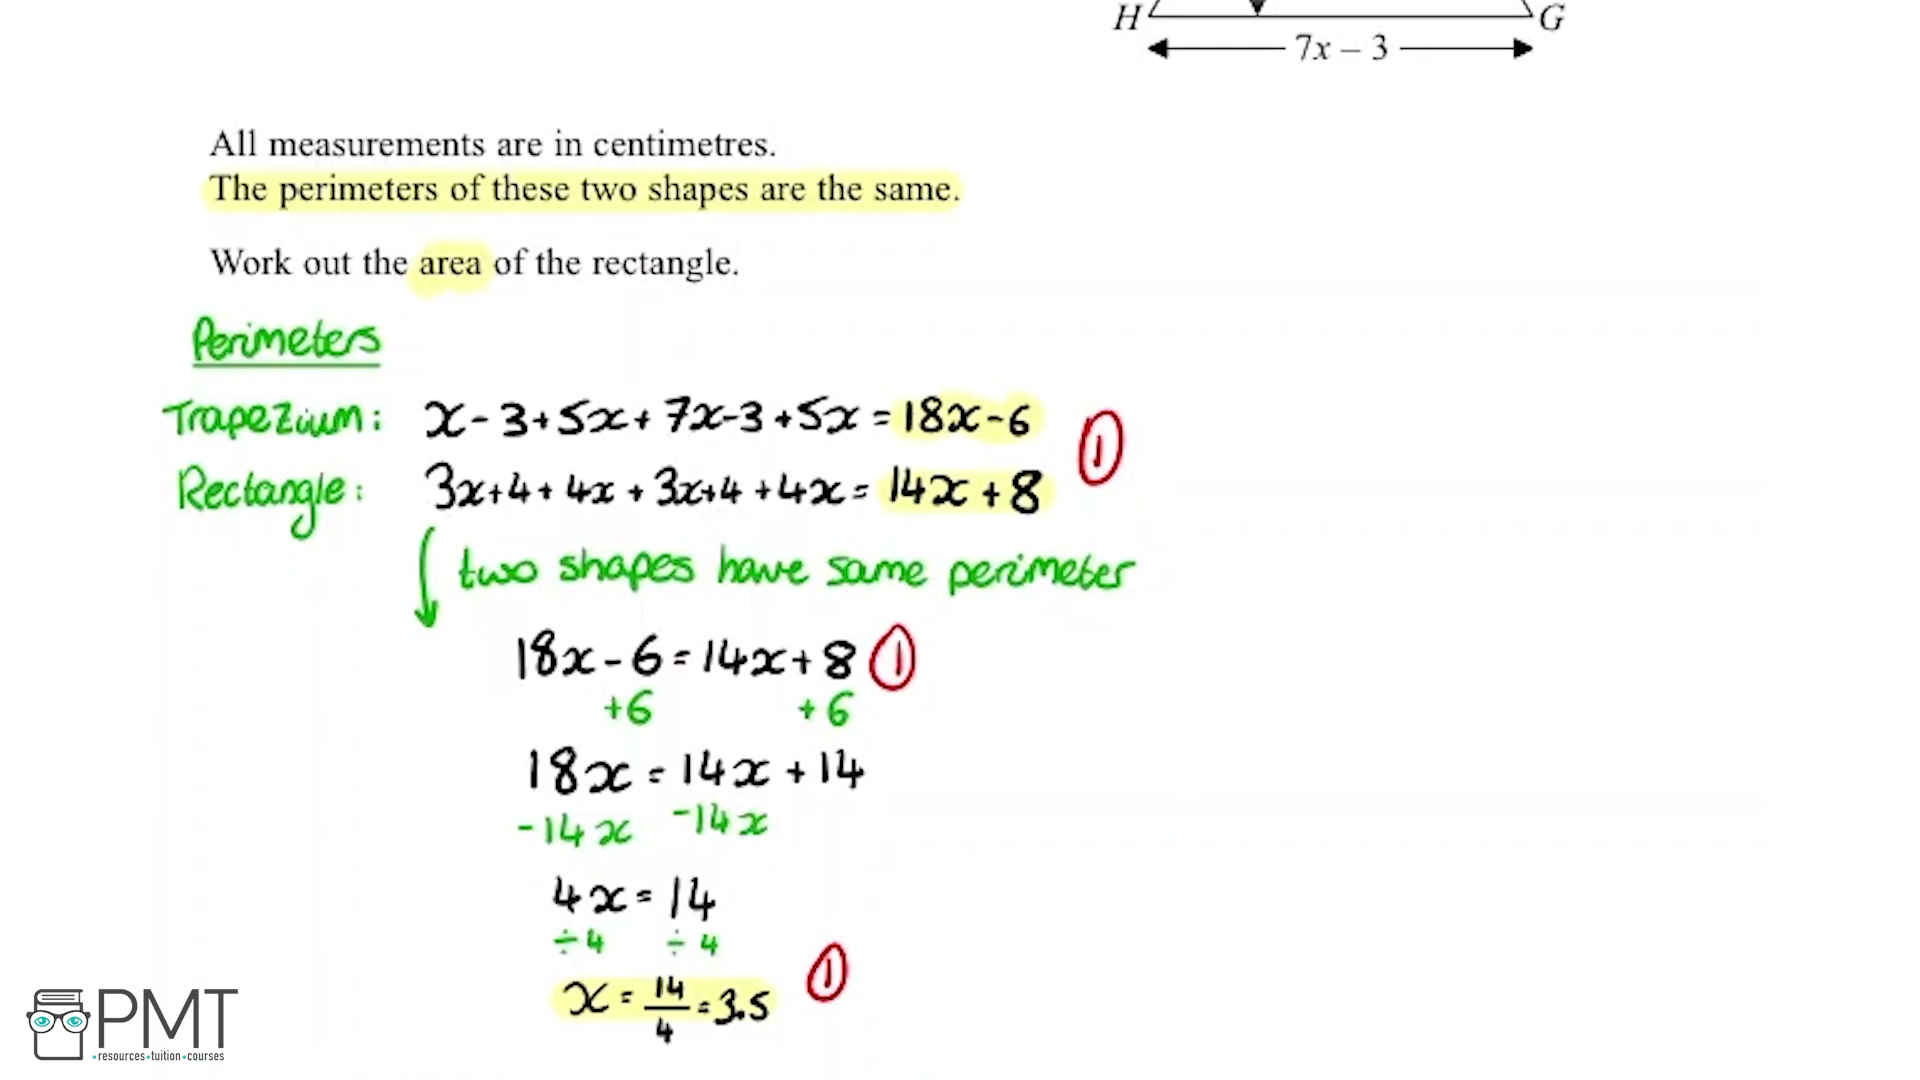 H G
7x – 3
All measurements are in centimetres.
The perimeters of these two shapes are the same.
Work out the area of the rectangle.
Perimeters
Trapezium: x - 3 + 5x + 7x - 3 + 5x = 18x - 6 ①
Rectangle: 3x + 4 + 4x + 3x + 4 + 4x = 14x + 8
two shapes have same perimeter
18x - 6 = 14x + 8 ①
+6 +6
18x = 14x + 14
-14x -14x
4x = 14
÷4 ÷4
x = 14/4 = 3.5 ①
PMT
•resources•tuition•courses